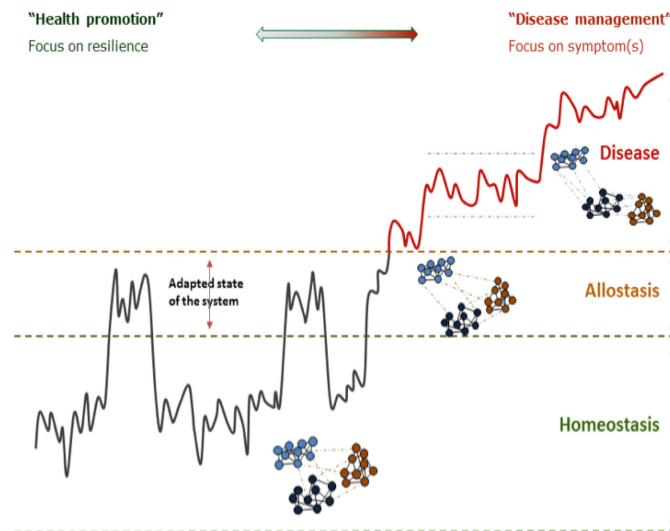 “Health promotion”
Focus on resilience
“Disease management”
Focus on symptom(s)
Disease
Adapted state
of the system
Allostasis
Homeostasis